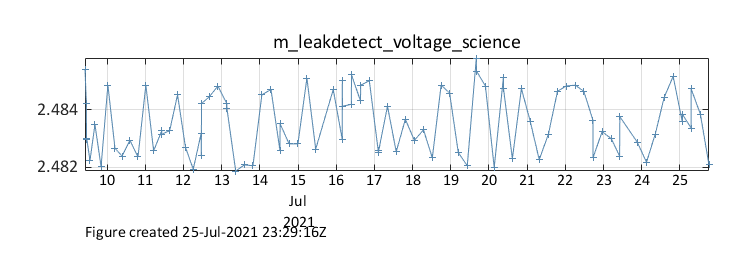 m_leakdetect_voltage_science
2.484
2.482
10 11 12 13 14 15 16 17 18 19 20 21 22 23 24 25
Jul
2021
Figure created 25-Jul-2021 23:29:16Z